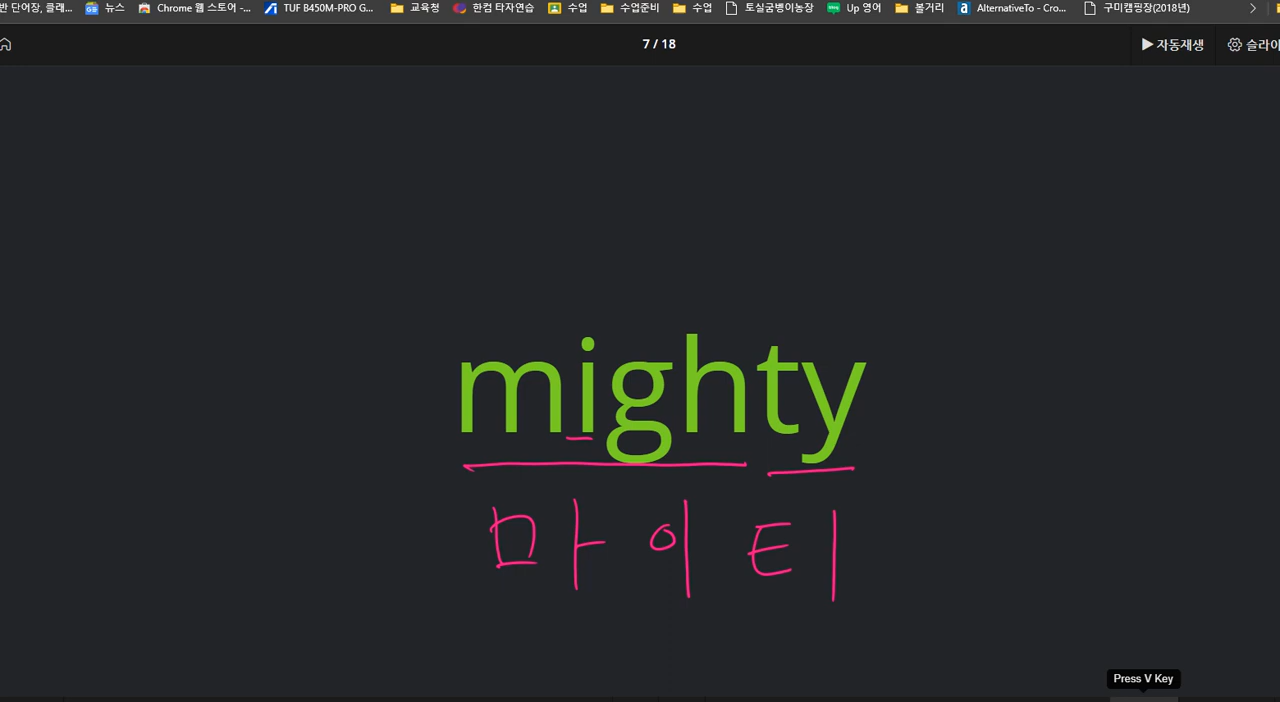 반 단어장, 클래... 뉴스 Chrome 웹 스토어 -... TUF B450M-PRO G... 교육청 한컴 타자연습 수업 수업준비 수업 토실굼벵이농장 Up 영어 볼거리 AlternativeTo - Cro... 구미캠핑장(2018년)
7 / 18 자동재생 슬라이
mighty
마이티
Press V Key